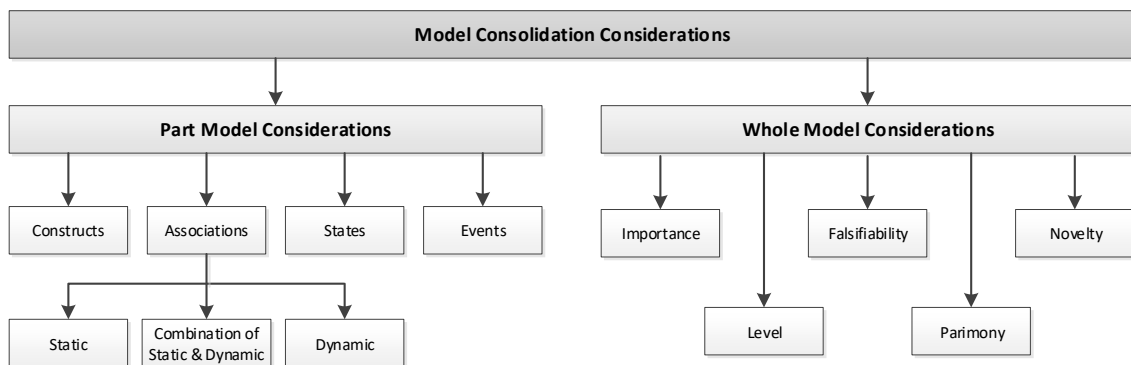 Model Consolidation Considerations
Part Model Considerations
Whole Model Considerations
Constructs
Associations
States
Events
Importance
Falsifiability
Novelty
Static
Combination of
Static & Dynamic
Dynamic
Level
Parimony